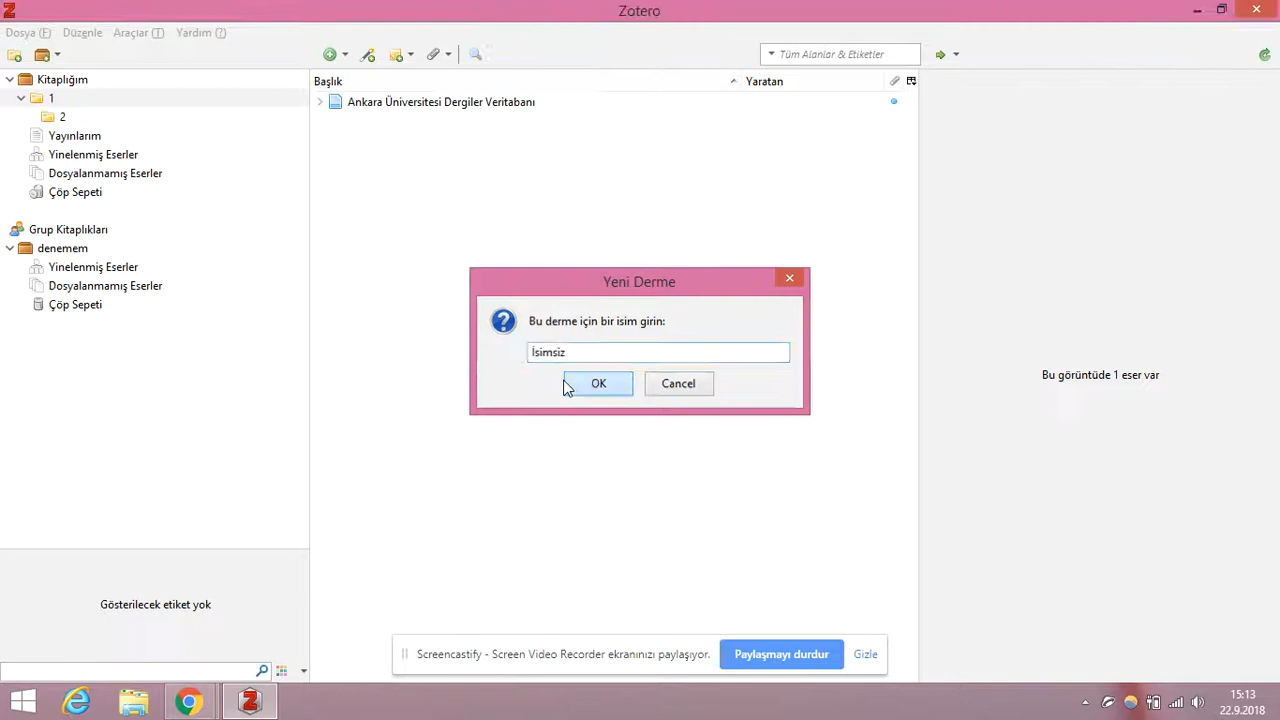 Zotero
Dosya (F) Düzenle Araçlar (T) Yardım (?)
Tüm Alanlar & Etiketler
Kitaplığım
1
2
Yayınlarım
Yinelenmiş Eserler
Dosyalanmamış Eserler
Çöp Sepeti
Grup Kitaplıkları
denemem
Yinelenmiş Eserler
Dosyalanmamış Eserler
Çöp Sepeti
Gösterilecek etiket yok
Başlık Yaratan
Ankara Üniversitesi Dergiler Veritabanı
Yeni Derme
Bu derme için bir isim girin:
İsimsiz
OK Cancel
Bu görüntüde 1 eser var
Screencastify - Screen Video Recorder ekranınızı paylaşıyor. Paylaşmayı durdur Gizle
15:13
22.9.2018